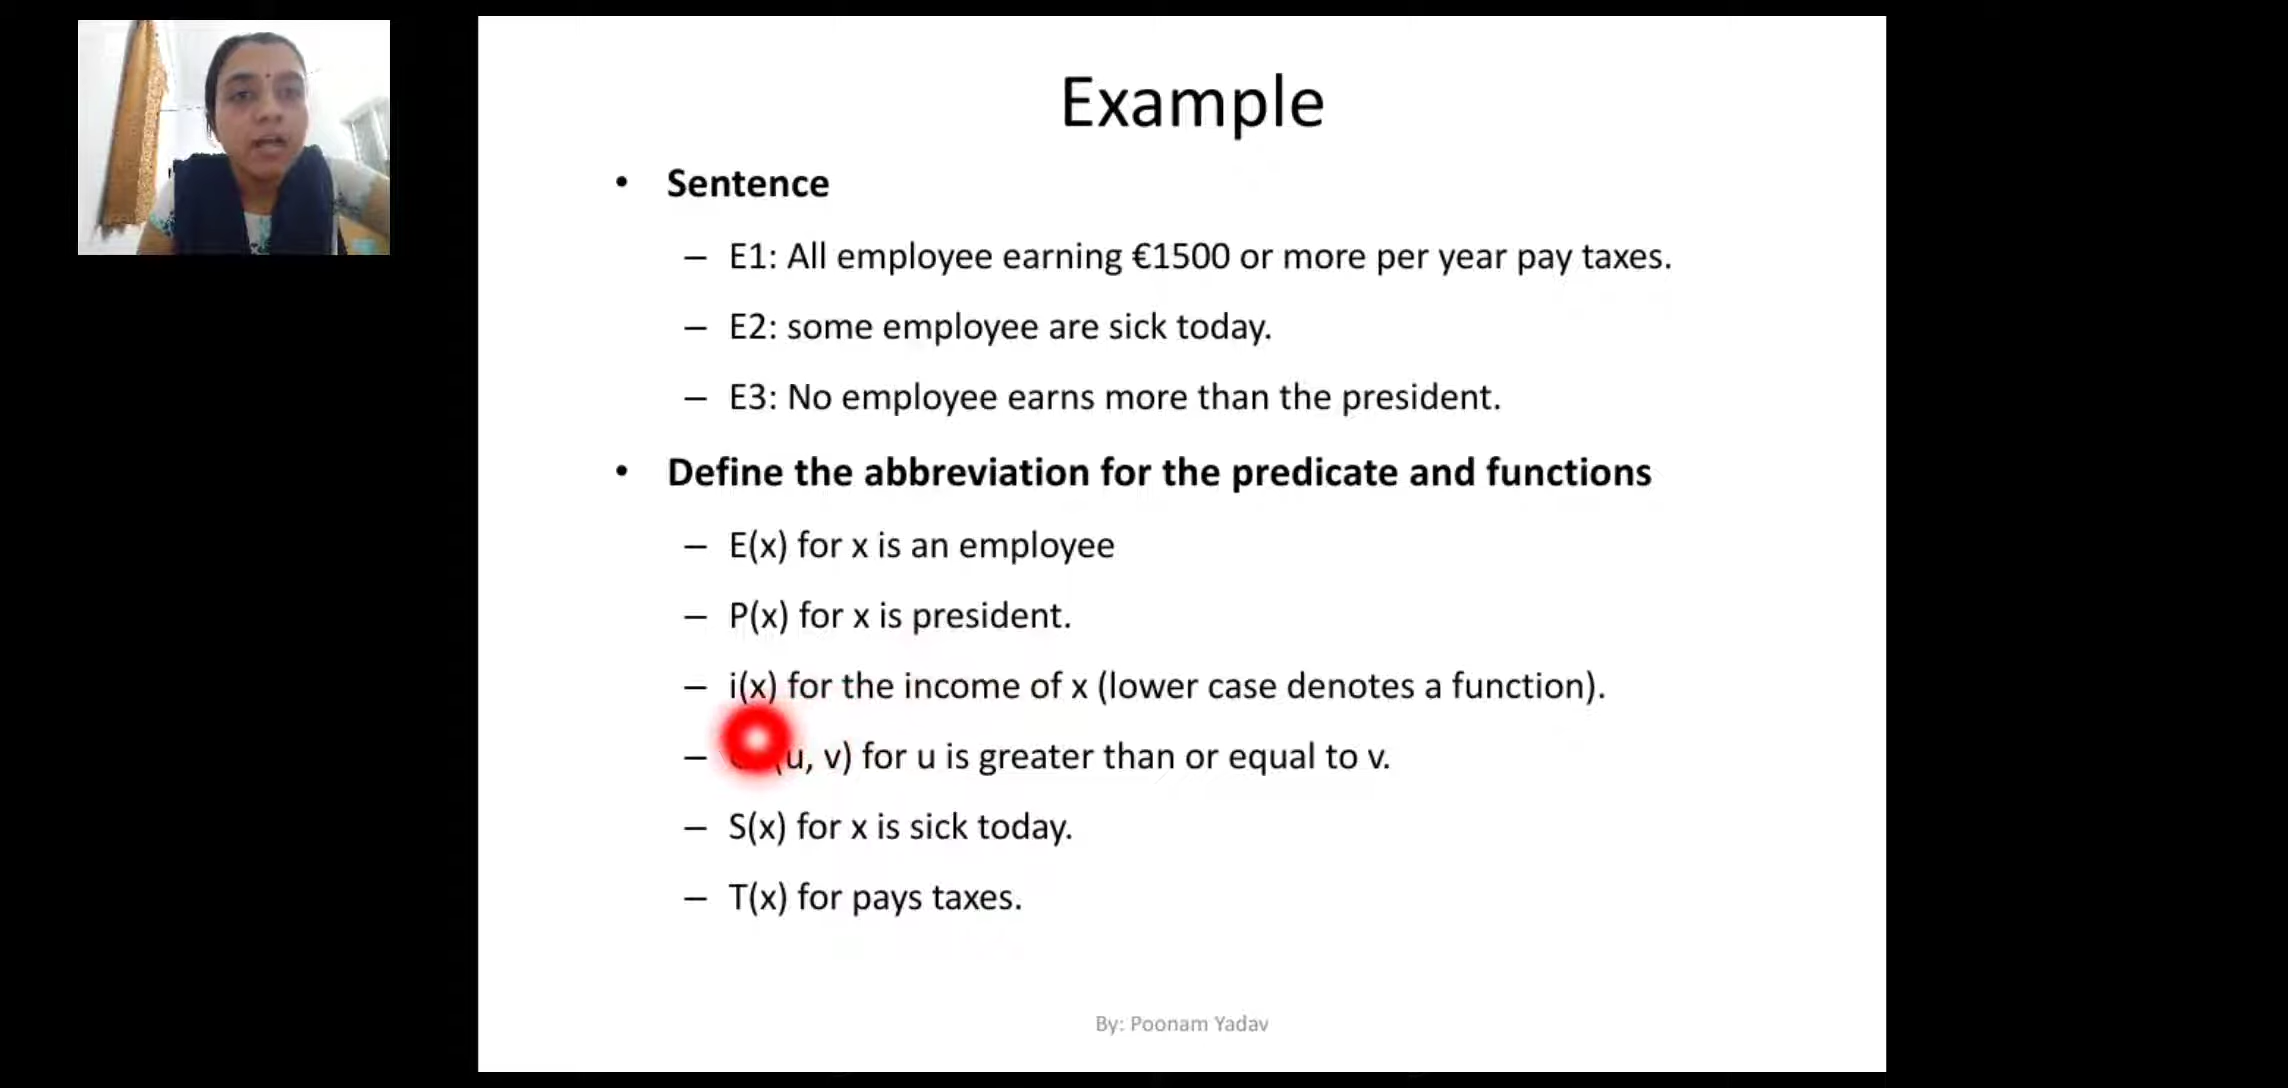 Example
• Sentence
– E1: All employee earning €1500 or more per year pay taxes.
– E2: some employee are sick today.
– E3: No employee earns more than the president.
• Define the abbreviation for the predicate and functions
– E(x) for x is an employee
– P(x) for x is president.
– i(x) for the income of x (lower case denotes a function).
– (u, v) for u is greater than or equal to v.
– S(x) for x is sick today.
– T(x) for pays taxes.
By: Poonam Yadav